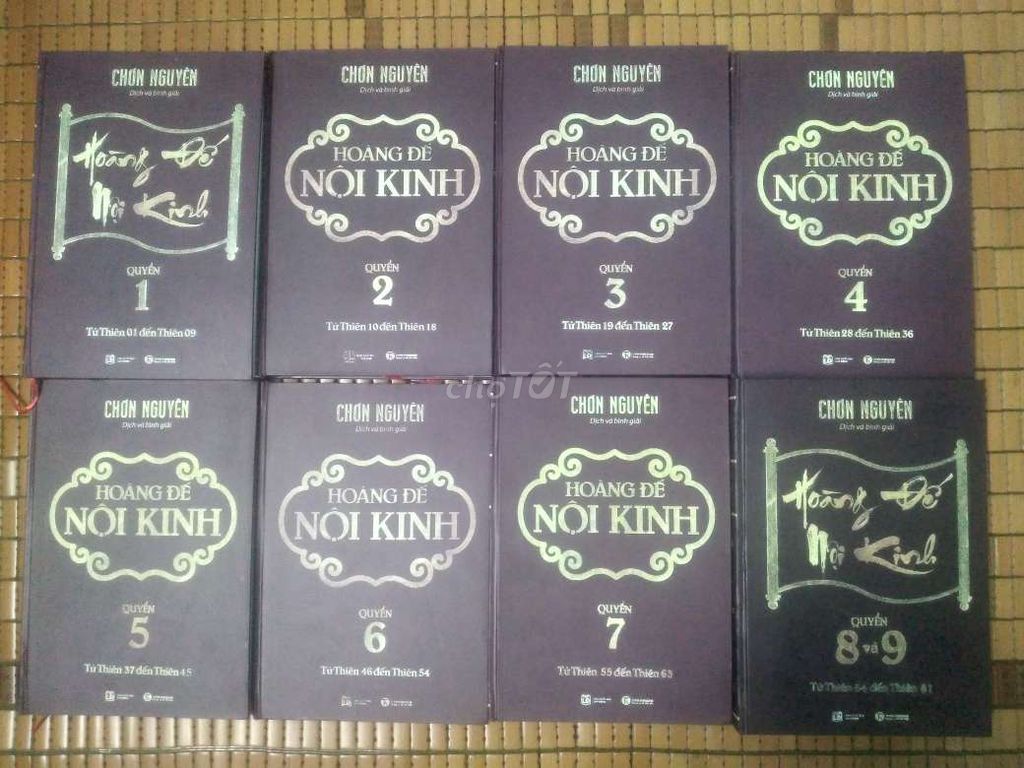 CHƠN NGUYÊN
Dịch và bình giải
Hoàng Đế
Nội Kinh
QUYỂN
1
Từ Thiên 01 đến Thiên 09
CHƠN NGUYÊN
Dịch và bình giải
HOÀNG ĐẾ
NỘI KINH
QUYỂN
2
Từ Thiên 10 đến Thiên 18
CHƠN NGUYÊN
Dịch và bình giải
HOÀNG ĐẾ
NỘI KINH
QUYỂN
3
Từ Thiên 19 đến Thiên 27
CHƠN NGUYÊN
Dịch và bình giải
HOÀNG ĐẾ
NỘI KINH
QUYỂN
4
Từ Thiên 28 đến Thiên 36
CHƠN NGUYÊN
Dịch và bình giải
HOÀNG ĐẾ
NỘI KINH
QUYỂN
5
Từ Thiên 37 đến Thiên 45
CHƠN NGUYÊN
Dịch và bình giải
HOÀNG ĐẾ
NỘI KINH
QUYỂN
6
Từ Thiên 46 đến Thiên 54
CHƠN NGUYÊN
Dịch và bình giải
HOÀNG ĐẾ
NỘI KINH
QUYỂN
7
Từ Thiên 55 đến Thiên 63
CHƠN NGUYÊN
Dịch và bình giải
Hoàng Đế
Nội Kinh
QUYỂN
8 và 9
Từ Thiên 64 đến Thiên 81
choTỐT